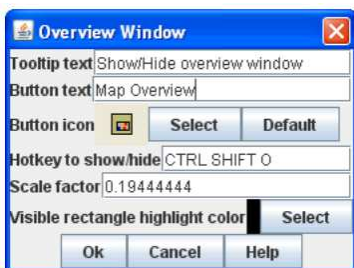 Overview Window
Tooltip text Show/Hide overview window
Button text Map Overview
Button icon Select Default
Hotkey to show/hide CTRL SHIFT O
Scale factor 0.19444444
Visible rectangle highlight color Select
Ok Cancel Help